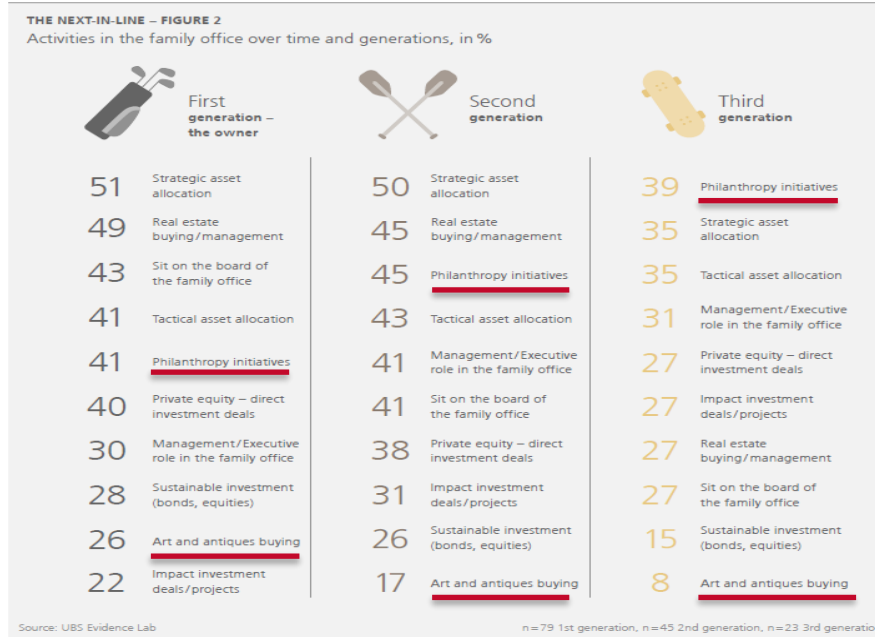 THE NEXT-IN-LINE – FIGURE 2
Activities in the family office over time and generations, in %
First
generation –
the owner
51 Strategic asset
allocation
49 Real estate
buying/management
43 Sit on the board of
the family office
41 Tactical asset allocation
41 Philanthropy initiatives
40 Private equity – direct
investment deals
30 Management/Executive
role in the family office
28 Sustainable investment
(bonds, equities)
26 Art and antiques buying
22 Impact investment
deals/projects
Second
generation
50 Strategic asset
allocation
45 Real estate
buying/management
45 Philanthropy initiatives
43 Tactical asset allocation
41 Management/Executive
role in the family office
41 Sit on the board of
the family office
38 Private equity – direct
investment deals
31 Impact investment
deals/projects
26 Sustainable investment
(bonds, equities)
17 Art and antiques buying
Third
generation
39 Philanthropy initiatives
35 Strategic asset
allocation
35 Tactical asset allocation
31 Management/Executive
role in the family office
27 Private equity – direct
investment deals
27 Impact investment
deals/projects
27 Real estate
buying/management
27 Sit on the board of
the family office
15 Sustainable investment
(bonds, equities)
8 Art and antiques buying
Source: UBS Evidence Lab
n=79 1st generation, n=45 2nd generation, n=23 3rd generatio